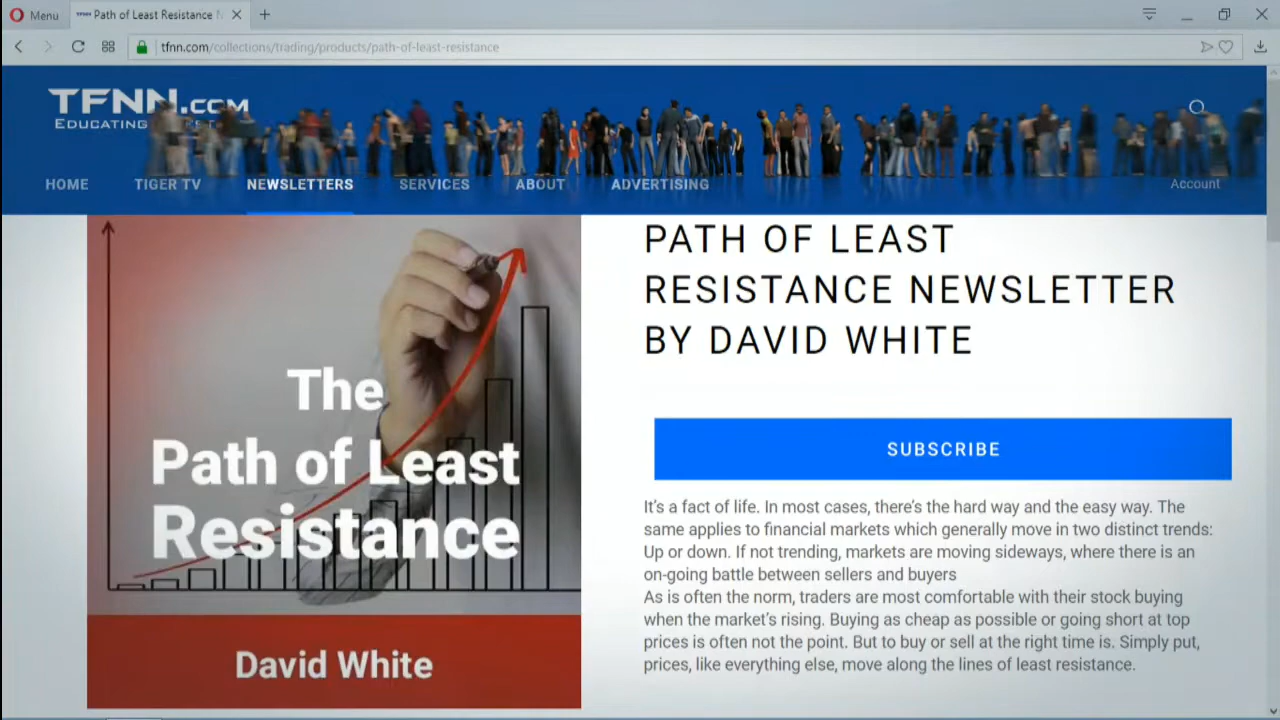 Menu
Path of Least Resistance
tfnn.com/collections/trading/products/path-of-least-resistance
TFNN.COM
EDUCATING
HOME TIGER TV NEWSLETTERS SERVICES ABOUT ADVERTISING Account
The
Path of Least
Resistance
David White
PATH OF LEAST
RESISTANCE NEWSLETTER
BY DAVID WHITE
SUBSCRIBE
It's a fact of life. In most cases, there's the hard way and the easy way. The
same applies to financial markets which generally move in two distinct trends:
Up or down. If not trending, markets are moving sideways, where there is an
on-going battle between sellers and buyers
As is often the norm, traders are most comfortable with their stock buying
when the market's rising. Buying as cheap as possible or going short at top
prices is often not the point. But to buy or sell at the right time is. Simply put,
prices, like everything else, move along the lines of least resistance.